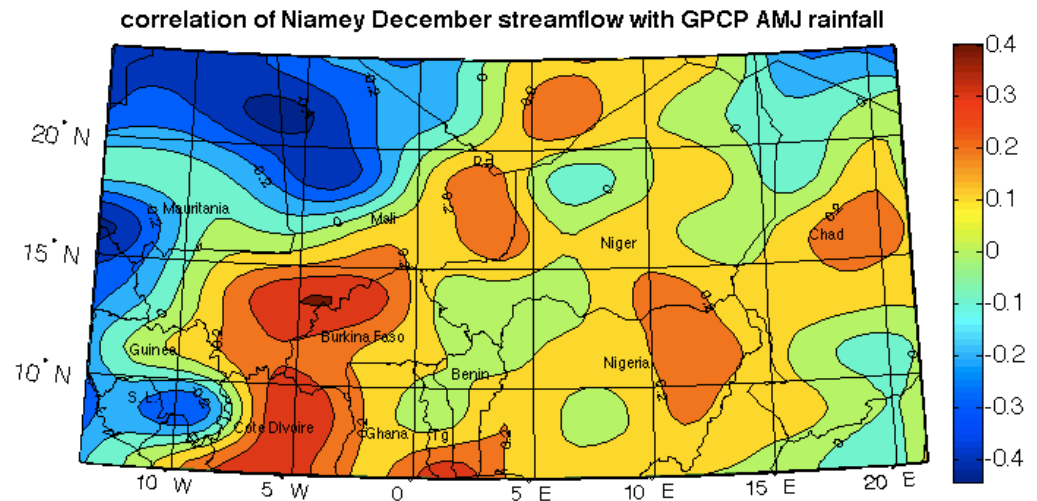 correlation of Niamey December streamflow with GPCP AMJ rainfall
0.4
0.3
0.2
0.1
0
-0.1
-0.2
-0.3
-0.4
20° N
15° N
10° N
Mauritania
Mali
Niger
Chad
Burkina Faso
Guinea
Nigeria
Benin
S. L.
Cote DIvoire
Ghana
Tg
10 W
5 W
0
5 E
10 E
15 E
20 E